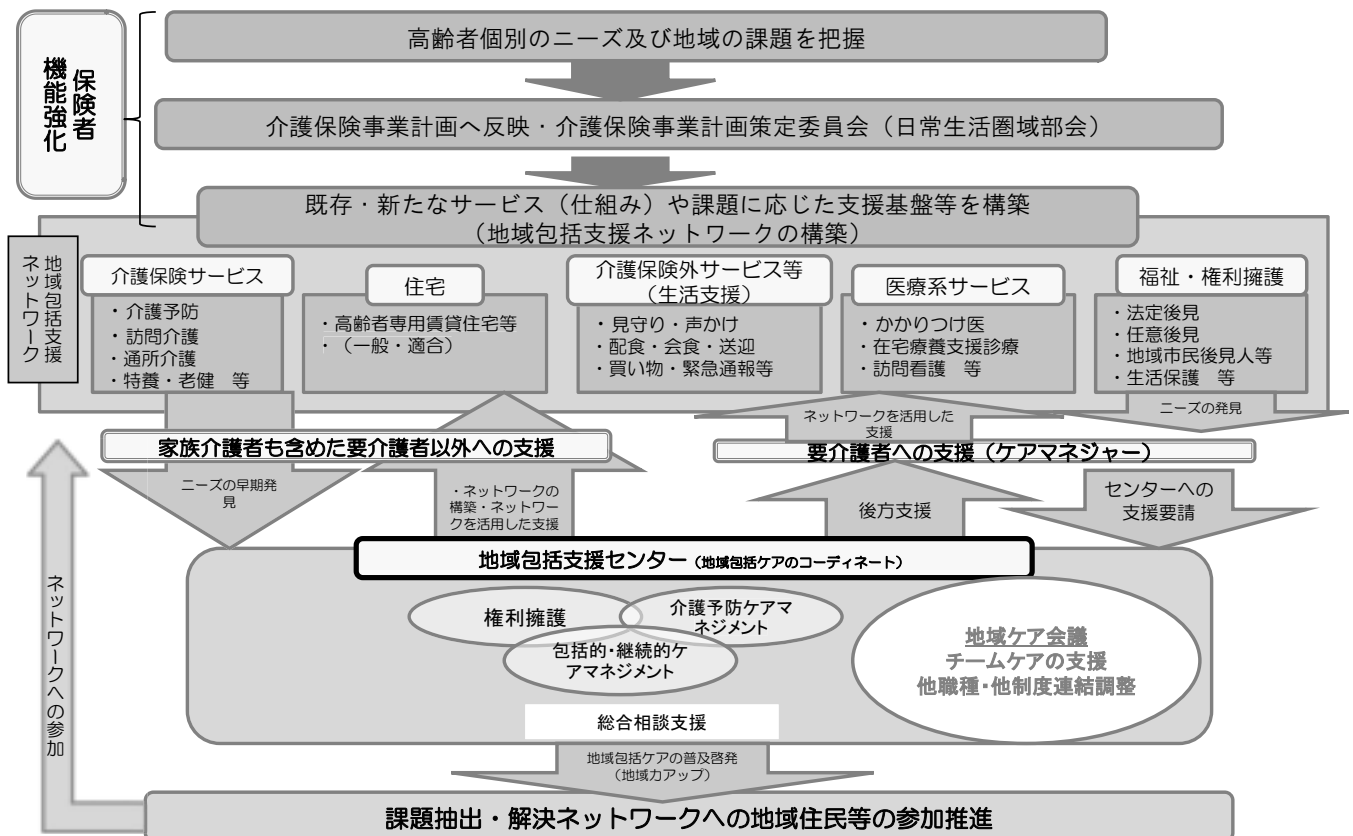 保険者
機能強化
高齢者個別のニーズ及び地域の課題を把握
介護保険事業計画へ反映・介護保険事業計画策定委員会（日常生活圏域部会）
既存・新たなサービス（仕組み）や課題に応じた支援基盤等を構築
（地域包括支援ネットワークの構築）
地域包括支援
ネットワーク
介護保険サービス
・介護予防
・訪問介護
・通所介護
・特養・老健　等
住宅
・高齢者専用賃貸住宅等
・（一般・適合）
介護保険外サービス等
（生活支援）
・見守り・声かけ
・配食・会食・送迎
・買い物・緊急通報等
医療系サービス
・かかりつけ医
・在宅療養支援診療
・訪問看護　等
福祉・権利擁護
・法定後見
・任意後見
・地域市民後見人等
・生活保護　等
ネットワークを活用した
支援
ニーズの発見
家族介護者も含めた要介護者以外への支援
要介護者への支援（ケアマネジャー）
ニーズの早期発
見
・ネットワークの
構築・ネットワー
クを活用した支援
後方支援
センターへの
支援要請
地域包括支援センター（地域包括ケアのコーディネート）
権利擁護
介護予防ケアマ
ネジメント
包括的・継続的ケ
アマネジメント
地域ケア会議
チームケアの支援
他職種・他制度連結調整
総合相談支援
ネットワークへの参加
地域包括ケアの普及啓発
（地域力アップ）
課題抽出・解決ネットワークへの地域住民等の参加推進